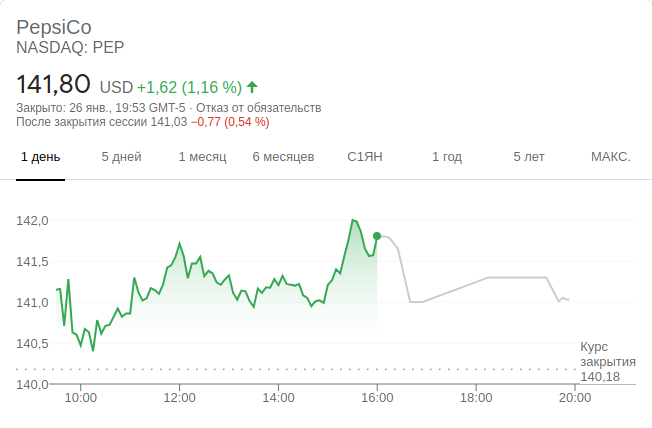 PepsiCo
NASDAQ: PEP
141,80 USD +1,62 (1,16 %)
Закрыто: 26 янв., 19:53 GMT-5 · Отказ от обязательств
После закрытия сессии 141,03 −0,77 (0,54 %)
1 день 5 дней 1 месяц 6 месяцев С1ЯН 1 год 5 лет МАКС.
142,0
141,5
141,0
140,5
Курс
закрытия
140,18
140,0
10:00 12:00 14:00 16:00 18:00 20:00